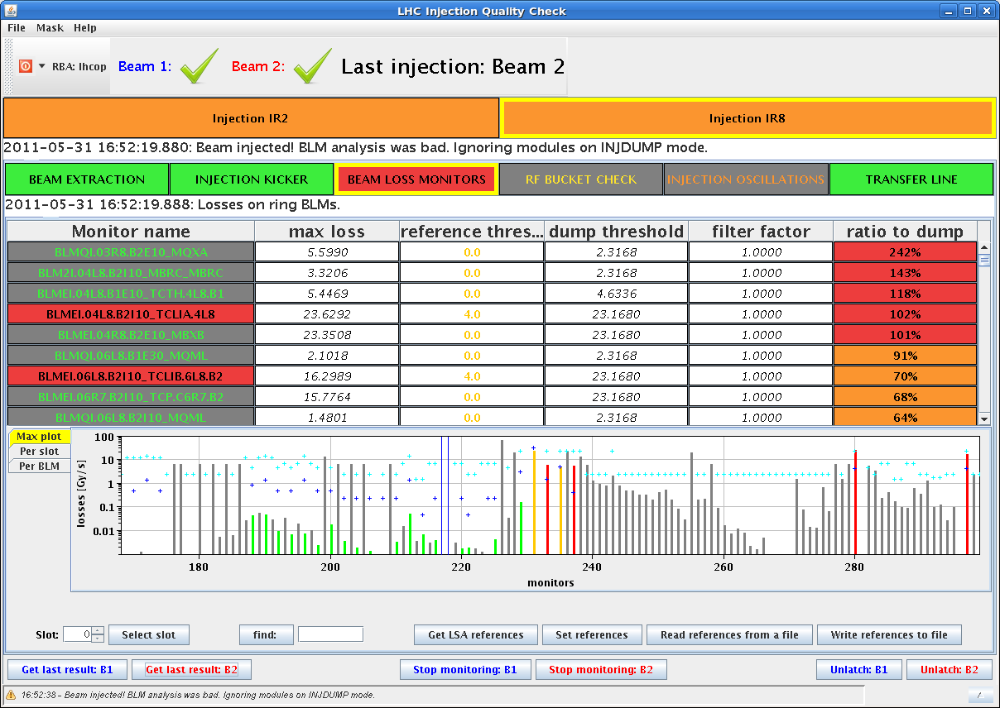 LHC Injection Quality Check
File Mask Help
RBA: lhcop Beam 1: Beam 2: Last injection: Beam 2
Injection IR2 Injection IR8
2011-05-31 16:52:19.880: Beam injected! BLM analysis was bad. Ignoring modules on INJDUMP mode.
BEAM EXTRACTION INJECTION KICKER BEAM LOSS MONITORS RF BUCKET CHECK INJECTION OSCILLATIONS TRANSFER LINE
2011-05-31 16:52:19.888: Losses on ring BLMs.
Monitor name max loss reference thres... dump threshold filter factor ratio to dump
BLMQI.03R8.B2E10_MQXA 5.5990 0.0 2.3168 1.0000 242%
BLM2I.04L8.B2I10_MBRC_MBRC 3.3206 0.0 2.3168 1.0000 143%
BLMEI.04L8.B1E10_TCTH.4L8.B1 5.4469 0.0 4.6336 1.0000 118%
BLMEI.04L8.B2I10_TCLIA.4L8 23.6292 4.0 23.1680 1.0000 102%
BLMEI.04R8.B2E10_MBXB 23.3508 0.0 23.1680 1.0000 101%
BLMQI.06L8.B1E30_MQML 2.1018 0.0 2.3168 1.0000 91%
BLMEI.06L8.B2I10_TCLIB.6L8.B2 16.2989 4.0 23.1680 1.0000 70%
BLMEI.06R7.B2I10_TCP.C6R7.B2 15.7764 0.0 23.1680 1.0000 68%
BLMQI.06L8.B2I10_MQML 1.4801 0.0 2.3168 1.0000 64%
Max plot
Per slot
Per BLM
losses [Gy/s]
100
10
1
0.1
0.01
180 200 220 240 260 280
monitors
Slot: 0 Select slot find: Get LSA references Set references Read references from a file Write references to file
Get last result: B1 Get last result: B2 Stop monitoring: B1 Stop monitoring: B2 Unlatch: B1 Unlatch: B2
16:52:38 - Beam injected! BLM analysis was bad. Ignoring modules on INJDUMP mode.